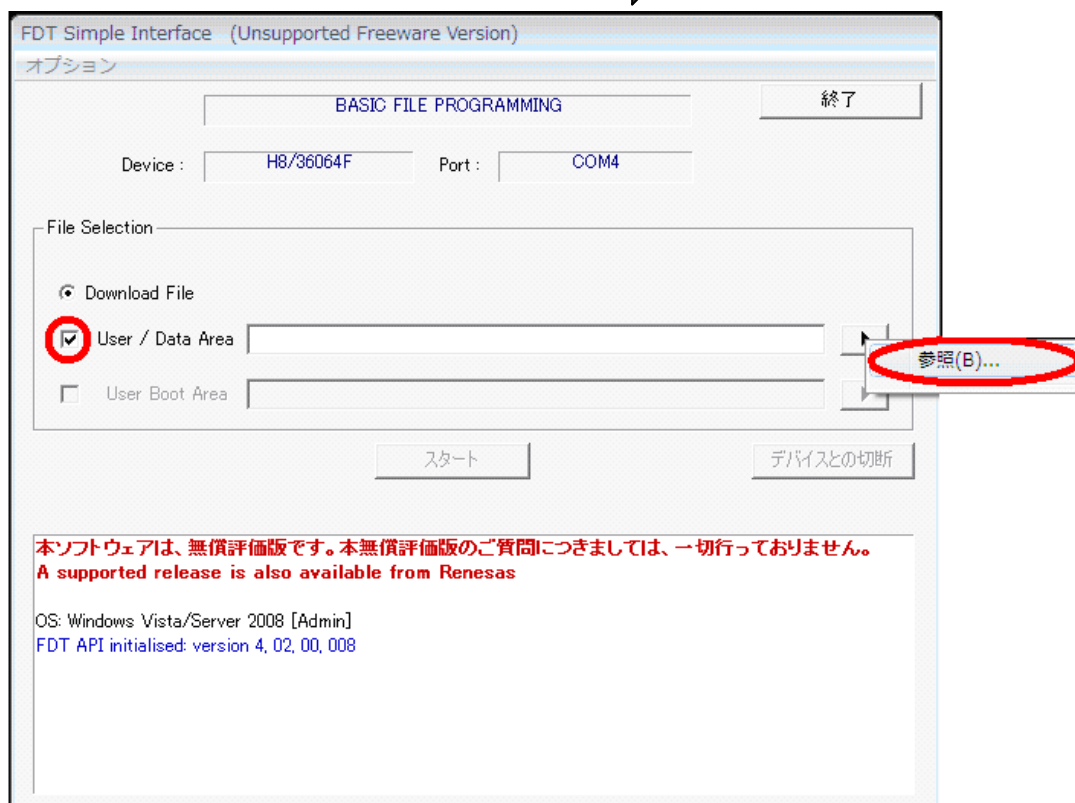 FDT Simple Interface (Unsupported Freeware Version)
オプション
BASIC FILE PROGRAMMING
終了
Device : H8/36064F Port : COM4
File Selection
Download File
User / Data Area
参照(B)...
User Boot Area
スタート
デバイスとの切断
本ソフトウェアは、無償評価版です。本無償評価版のご質問につきましては、一切行っておりません。
A supported release is also available from Renesas
OS: Windows Vista/Server 2008 [Admin]
FDT API initialised: version 4, 02, 00, 008